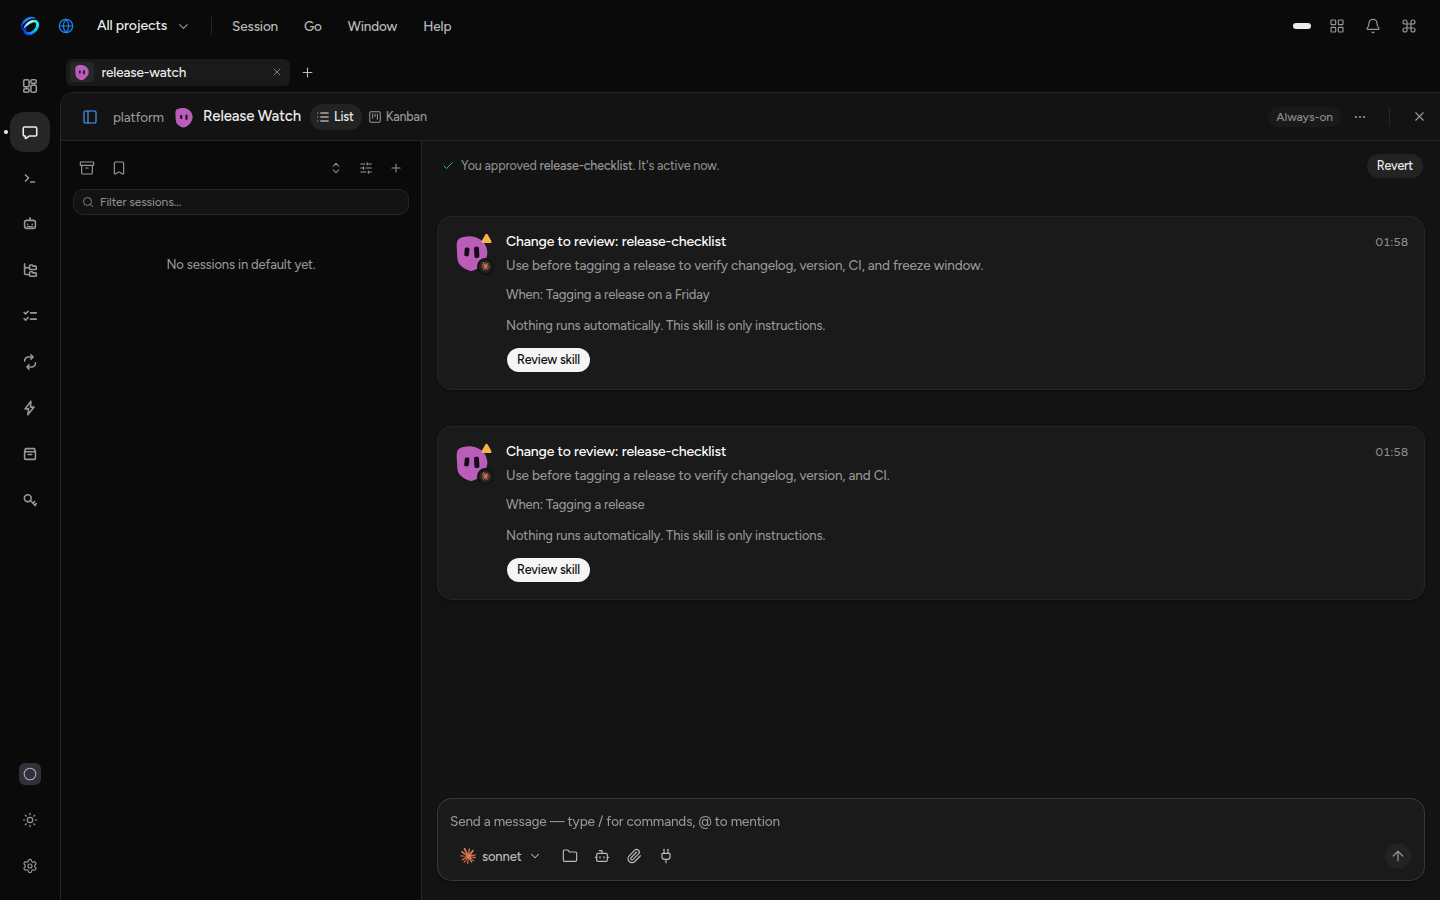 All projects
Session
Go
Window
Help
release-watch
platform
Release Watch
List
Kanban
Always-on
Filter sessions...
No sessions in default yet.
You approved release-checklist. It's active now.
Revert
Change to review: release-checklist
01:58
Use before tagging a release to verify changelog, version, CI, and freeze window.
When: Tagging a release on a Friday
Nothing runs automatically. This skill is only instructions.
Review skill
Change to review: release-checklist
01:58
Use before tagging a release to verify changelog, version, and CI.
When: Tagging a release
Nothing runs automatically. This skill is only instructions.
Review skill
Send a message — type / for commands, @ to mention
sonnet